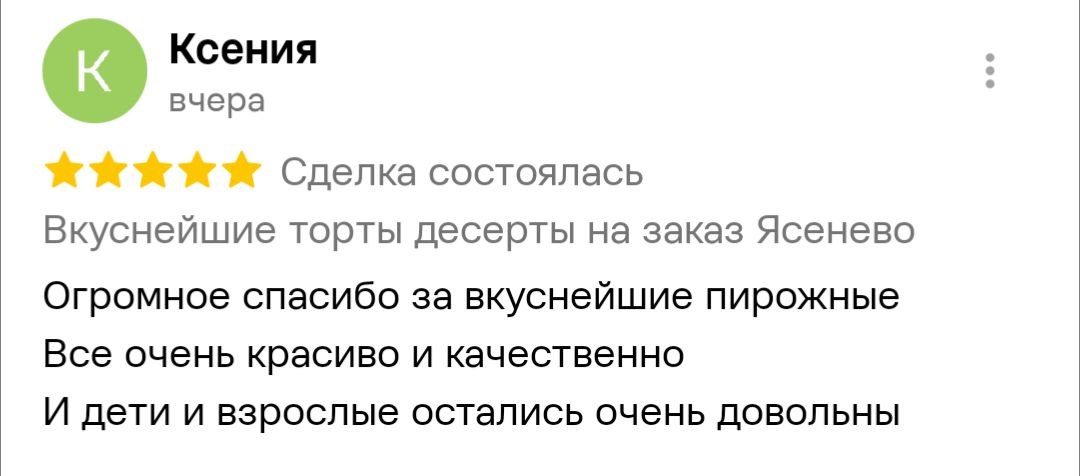 К
Ксения
вчера
Сделка состоялась
Вкуснейшие торты десерты на заказ Ясенево
Огромное спасибо за вкуснейшие пирожные
Все очень красиво и качественно
И дети и взрослые остались очень довольны